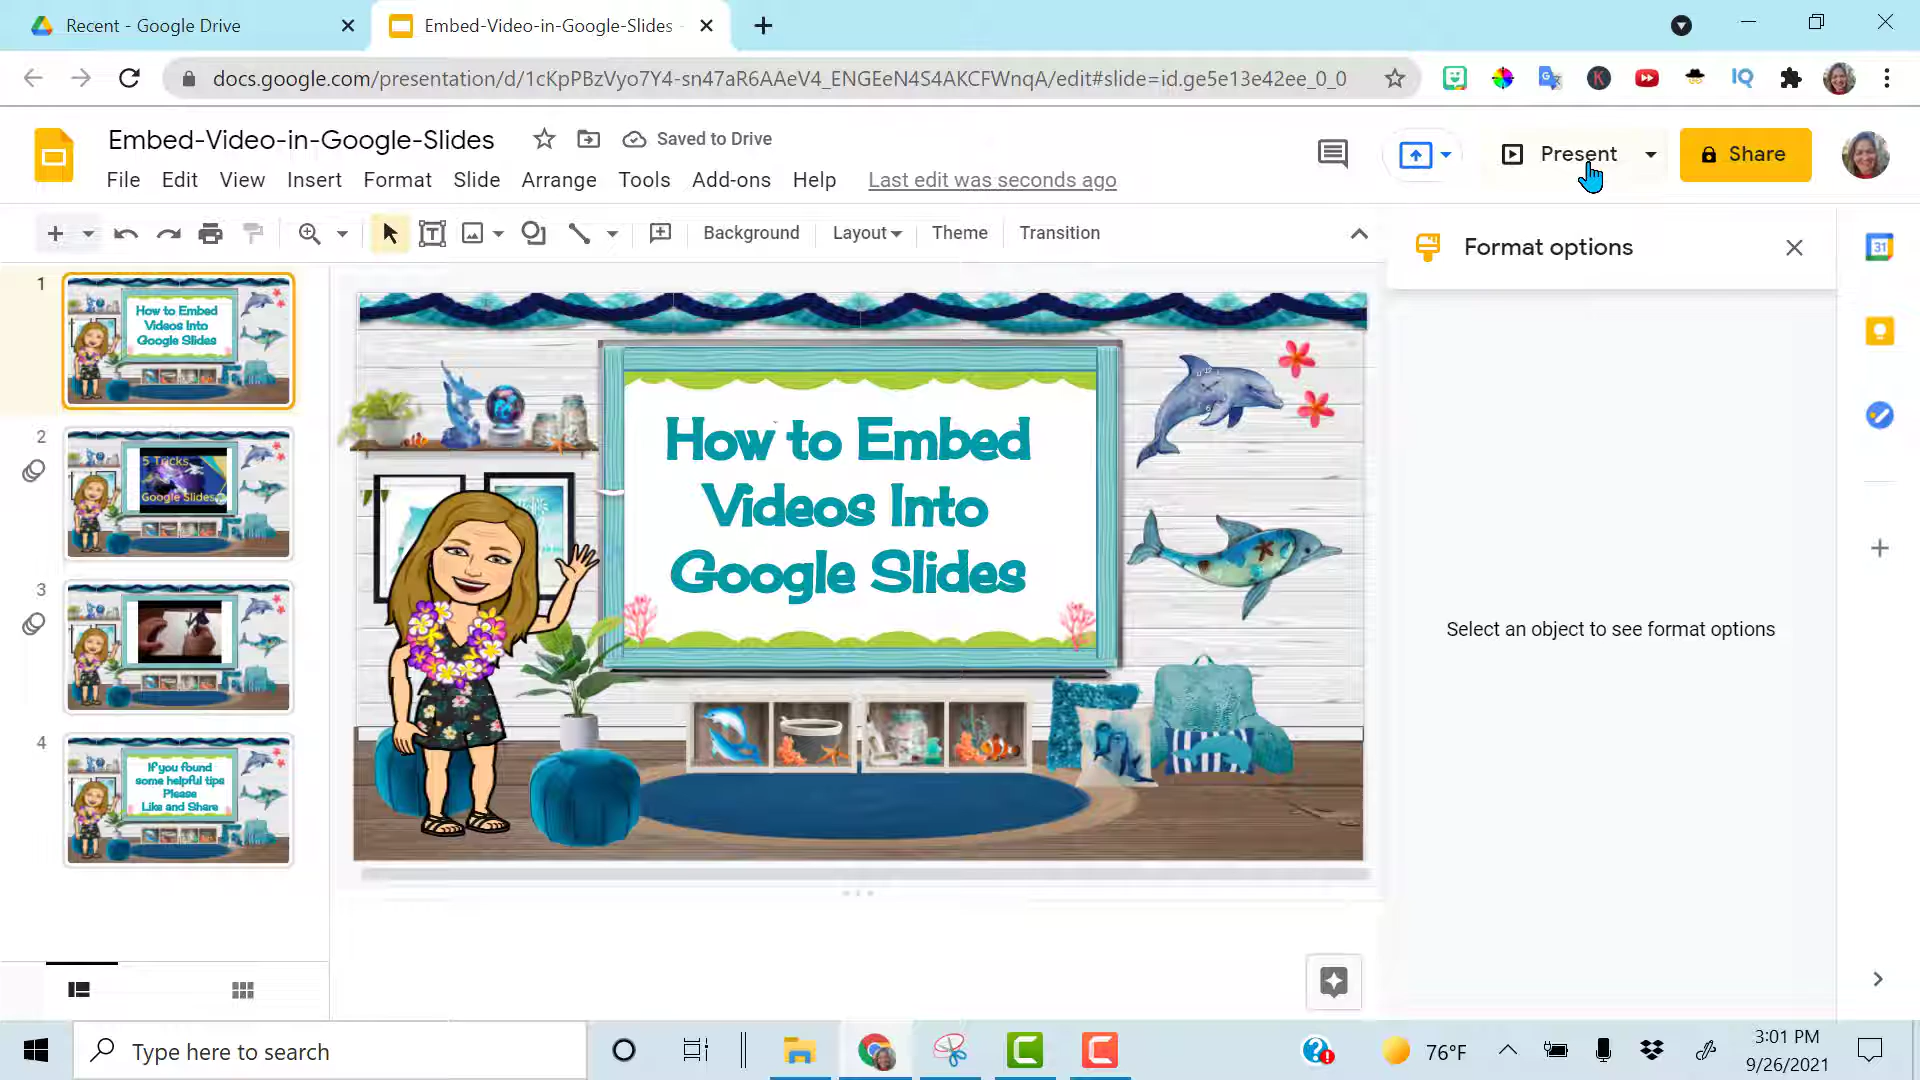 Recent - Google Drive
Embed-Video-in-Google-Slides -
docs.google.com/presentation/d/1cKpPBzVyo7Y4-sn47aR6AAeV4_ENGEeN4S4AKCFWnqA/edit#slide=id.ge5e13e42ee_0_0
IQ
Embed-Video-in-Google-Slides
Saved to Drive
Present
Share
File Edit View Insert Format Slide Arrange Tools Add-ons Help Last edit was seconds ago
Background Layout Theme Transition
Format options
31
1
How to Embed
Videos Into
Google Slides
2
5 Tricks
Google Slides
3
4
If you found
some helpful tips
Please
Like and Share
How to Embed
Videos Into
Google Slides
Select an object to see format options
Type here to search
76°F
3:01 PM
9/26/2021